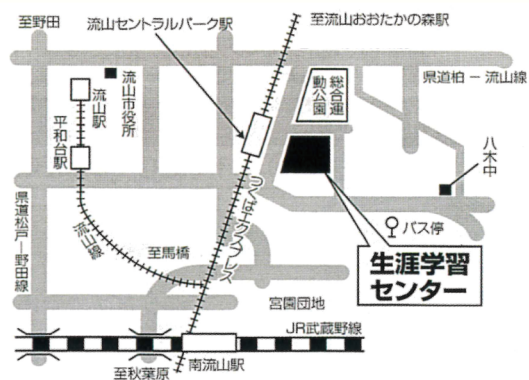 至野田
流山セントラルパーク駅
至流山おおたかの森駅
県道柏－流山線
流山市役所
流山駅
平和台駅
総合運
動公園
八木中
バス停
つくばエクスプレス
流山線
至馬橋
県道松戸―野田線
生涯学習
センター
宮園団地
JR武蔵野線
南流山駅
至秋葉原